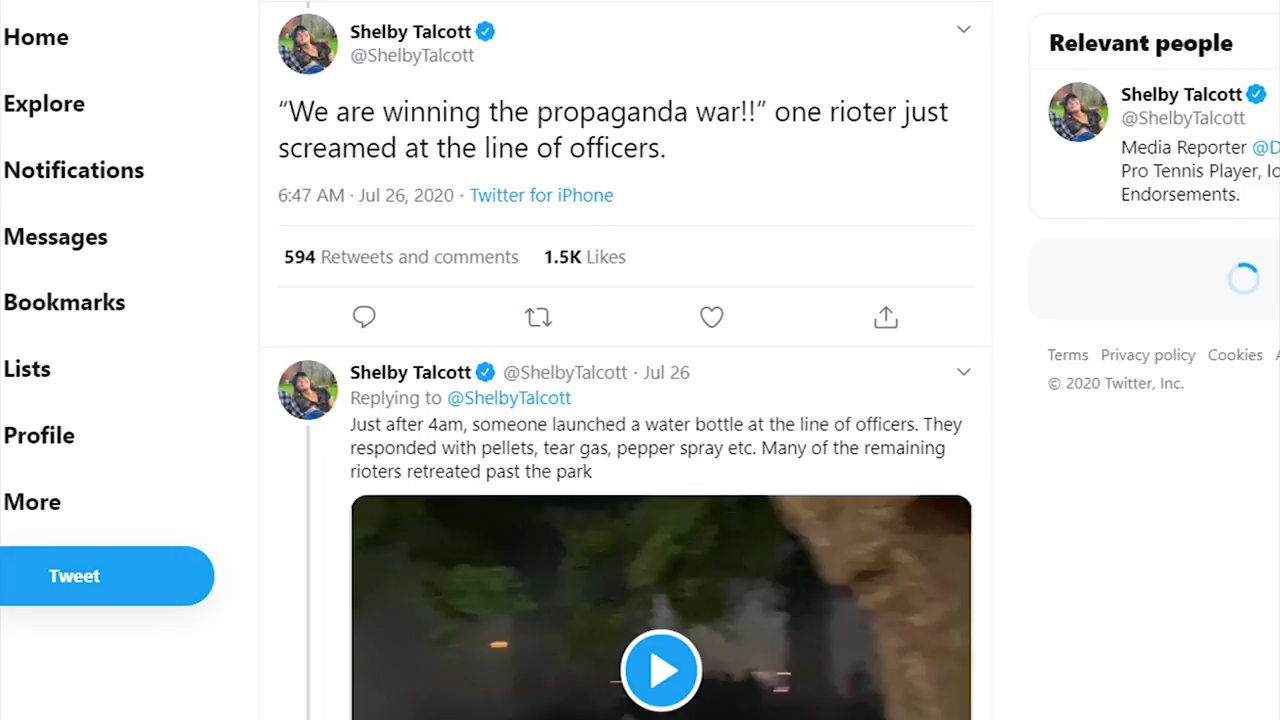 Home
Explore
Notifications
Messages
Bookmarks
Lists
Profile
More
Tweet
Shelby Talcott
@ShelbyTalcott
“We are winning the propaganda war!!” one rioter just
screamed at the line of officers.
6:47 AM · Jul 26, 2020 · Twitter for iPhone
594 Retweets and comments 1.5K Likes
Shelby Talcott @ShelbyTalcott · Jul 26
Replying to @ShelbyTalcott
Just after 4am, someone launched a water bottle at the line of officers. They
responded with pellets, tear gas, pepper spray etc. Many of the remaining
rioters retreated past the park
Relevant people
Shelby Talcott
@ShelbyTalcott
Media Reporter @D
Pro Tennis Player, Io
Endorsements.
Terms Privacy policy Cookies
© 2020 Twitter, Inc.